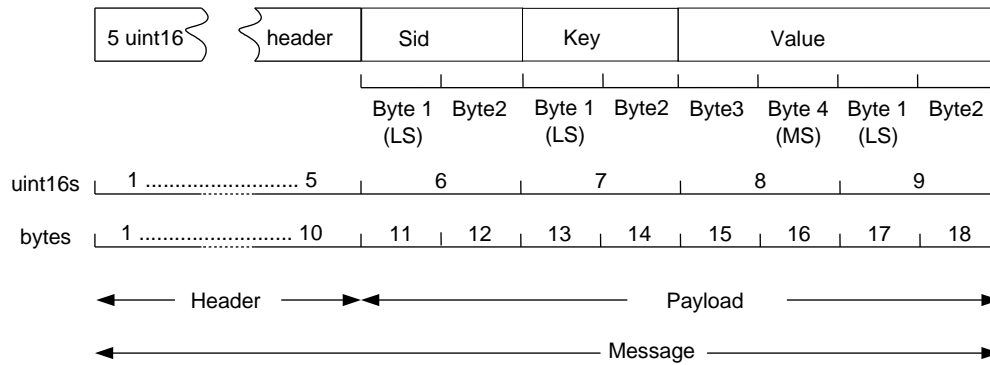 5 uint16 header Sid Key Value
Byte 1 Byte2 Byte 1 Byte2 Byte3 Byte 4 Byte 1 Byte2
(LS) (LS) (MS) (LS)
uint16s 1 .......................... 5 6 7 8 9
bytes 1 .......................... 10 11 12 13 14 15 16 17 18
Header Payload
Message